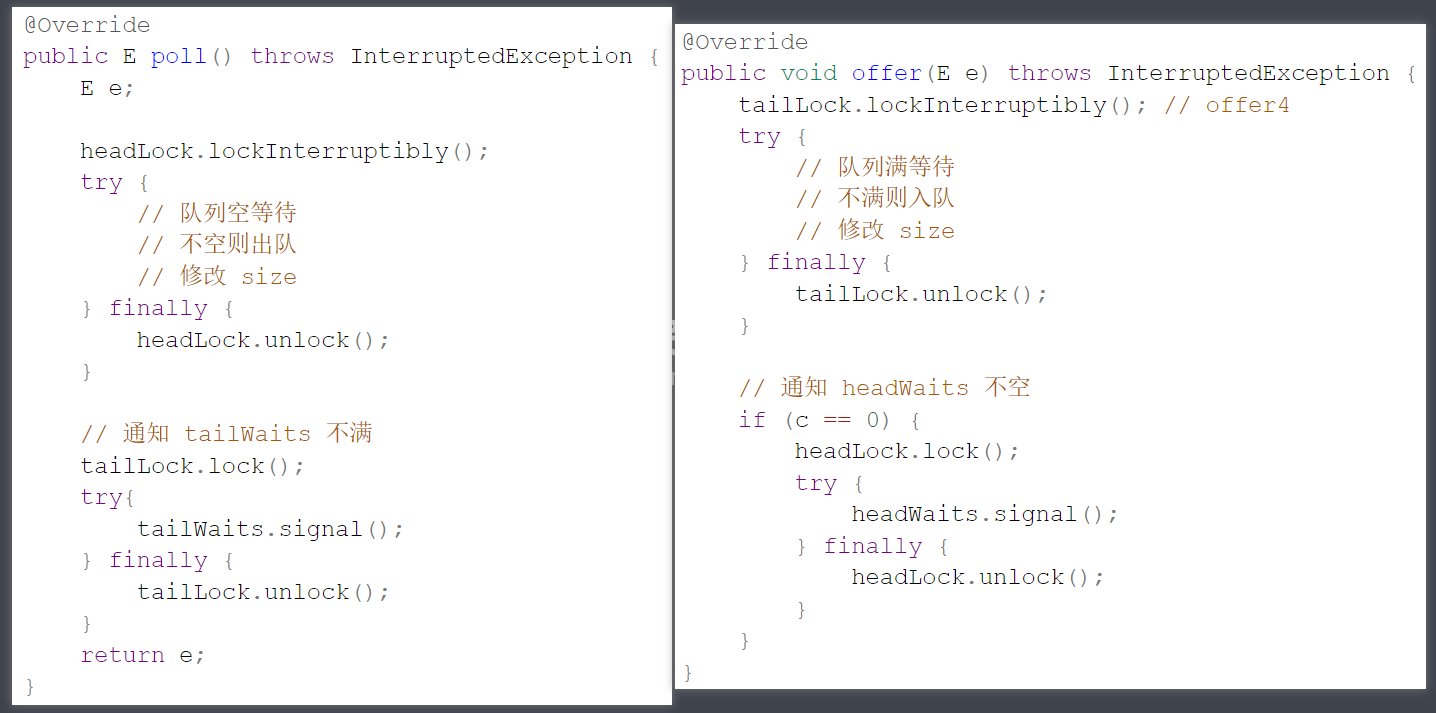 @Override
public E poll() throws InterruptedException {
    E e;

    headLock.lockInterruptibly();
    try {
        // 队列空等待
        // 不空则出队
        // 修改 size
    } finally {
        headLock.unlock();
    }

    // 通知 tailWaits 不满
    tailLock.lock();
    try{
        tailWaits.signal();
    } finally {
        tailLock.unlock();
    }
    return e;
}
@Override
public void offer(E e) throws InterruptedException {
    tailLock.lockInterruptibly(); // offer4
    try {
        // 队列满等待
        // 不满则入队
        // 修改 size
    } finally {
        tailLock.unlock();
    }

    // 通知 headWaits 不空
    if (c == 0) {
        headLock.lock();
        try {
            headWaits.signal();
        } finally {
            headLock.unlock();
        }
    }
}